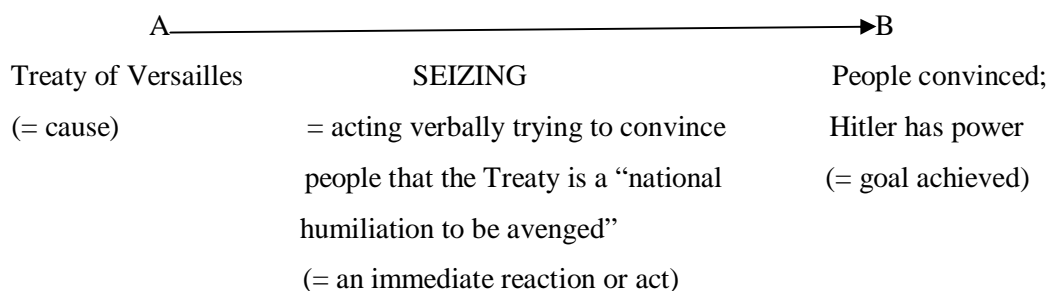 A B
Treaty of Versailles SEIZING People convinced;
(= cause) = acting verbally trying to convince Hitler has power
people that the Treaty is a “national (= goal achieved)
humiliation to be avenged”
(= an immediate reaction or act)